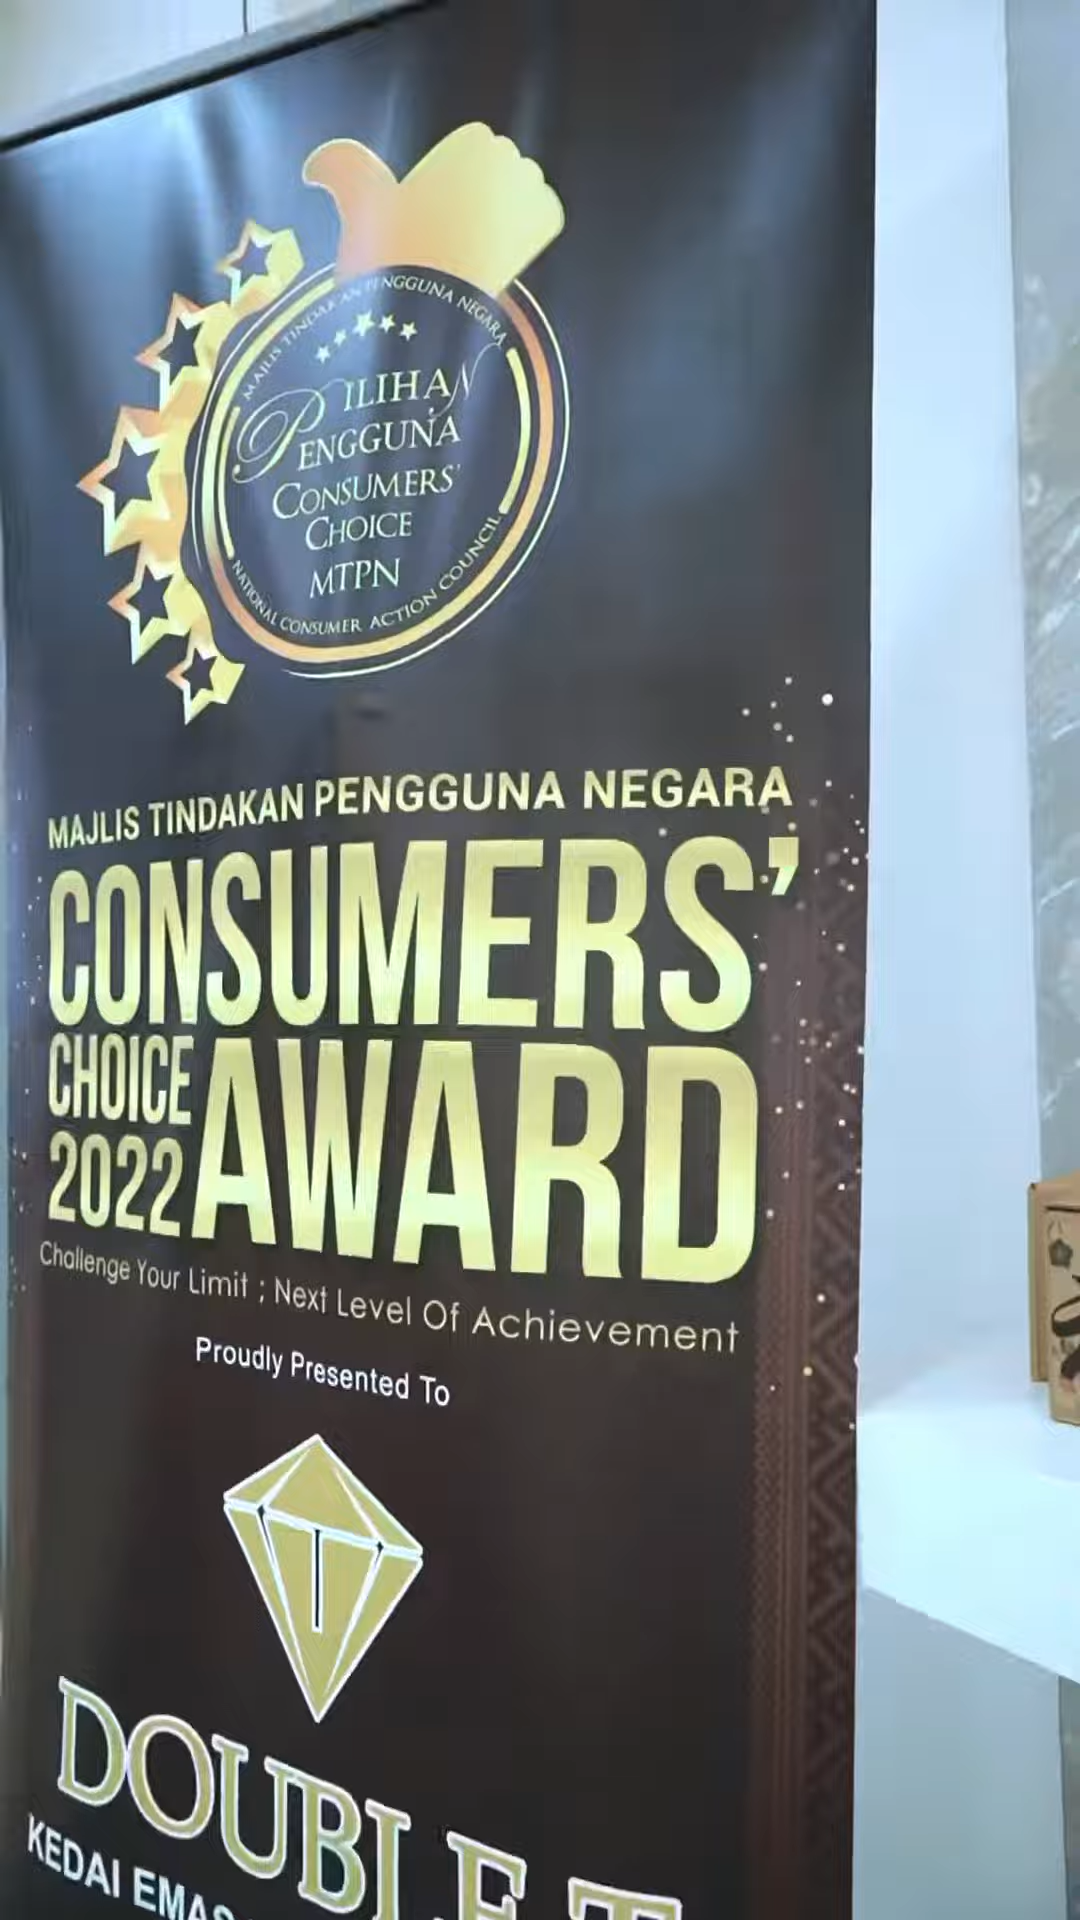 MAJLIS TINDAKAN PENGGUNA NEGARA
PILIHAN
PENGGUNA
CONSUMERS'
CHOICE
MTPN
NATIONAL CONSUMER ACTION COUNCIL
MAJLIS TINDAKAN PENGGUNA NEGARA
CONSUMERS'
CHOICE AWARD
2022
Challenge Your Limit ; Next Level Of Achievement
Proudly Presented To
T
DOUBLE T
KEDAI EMAS